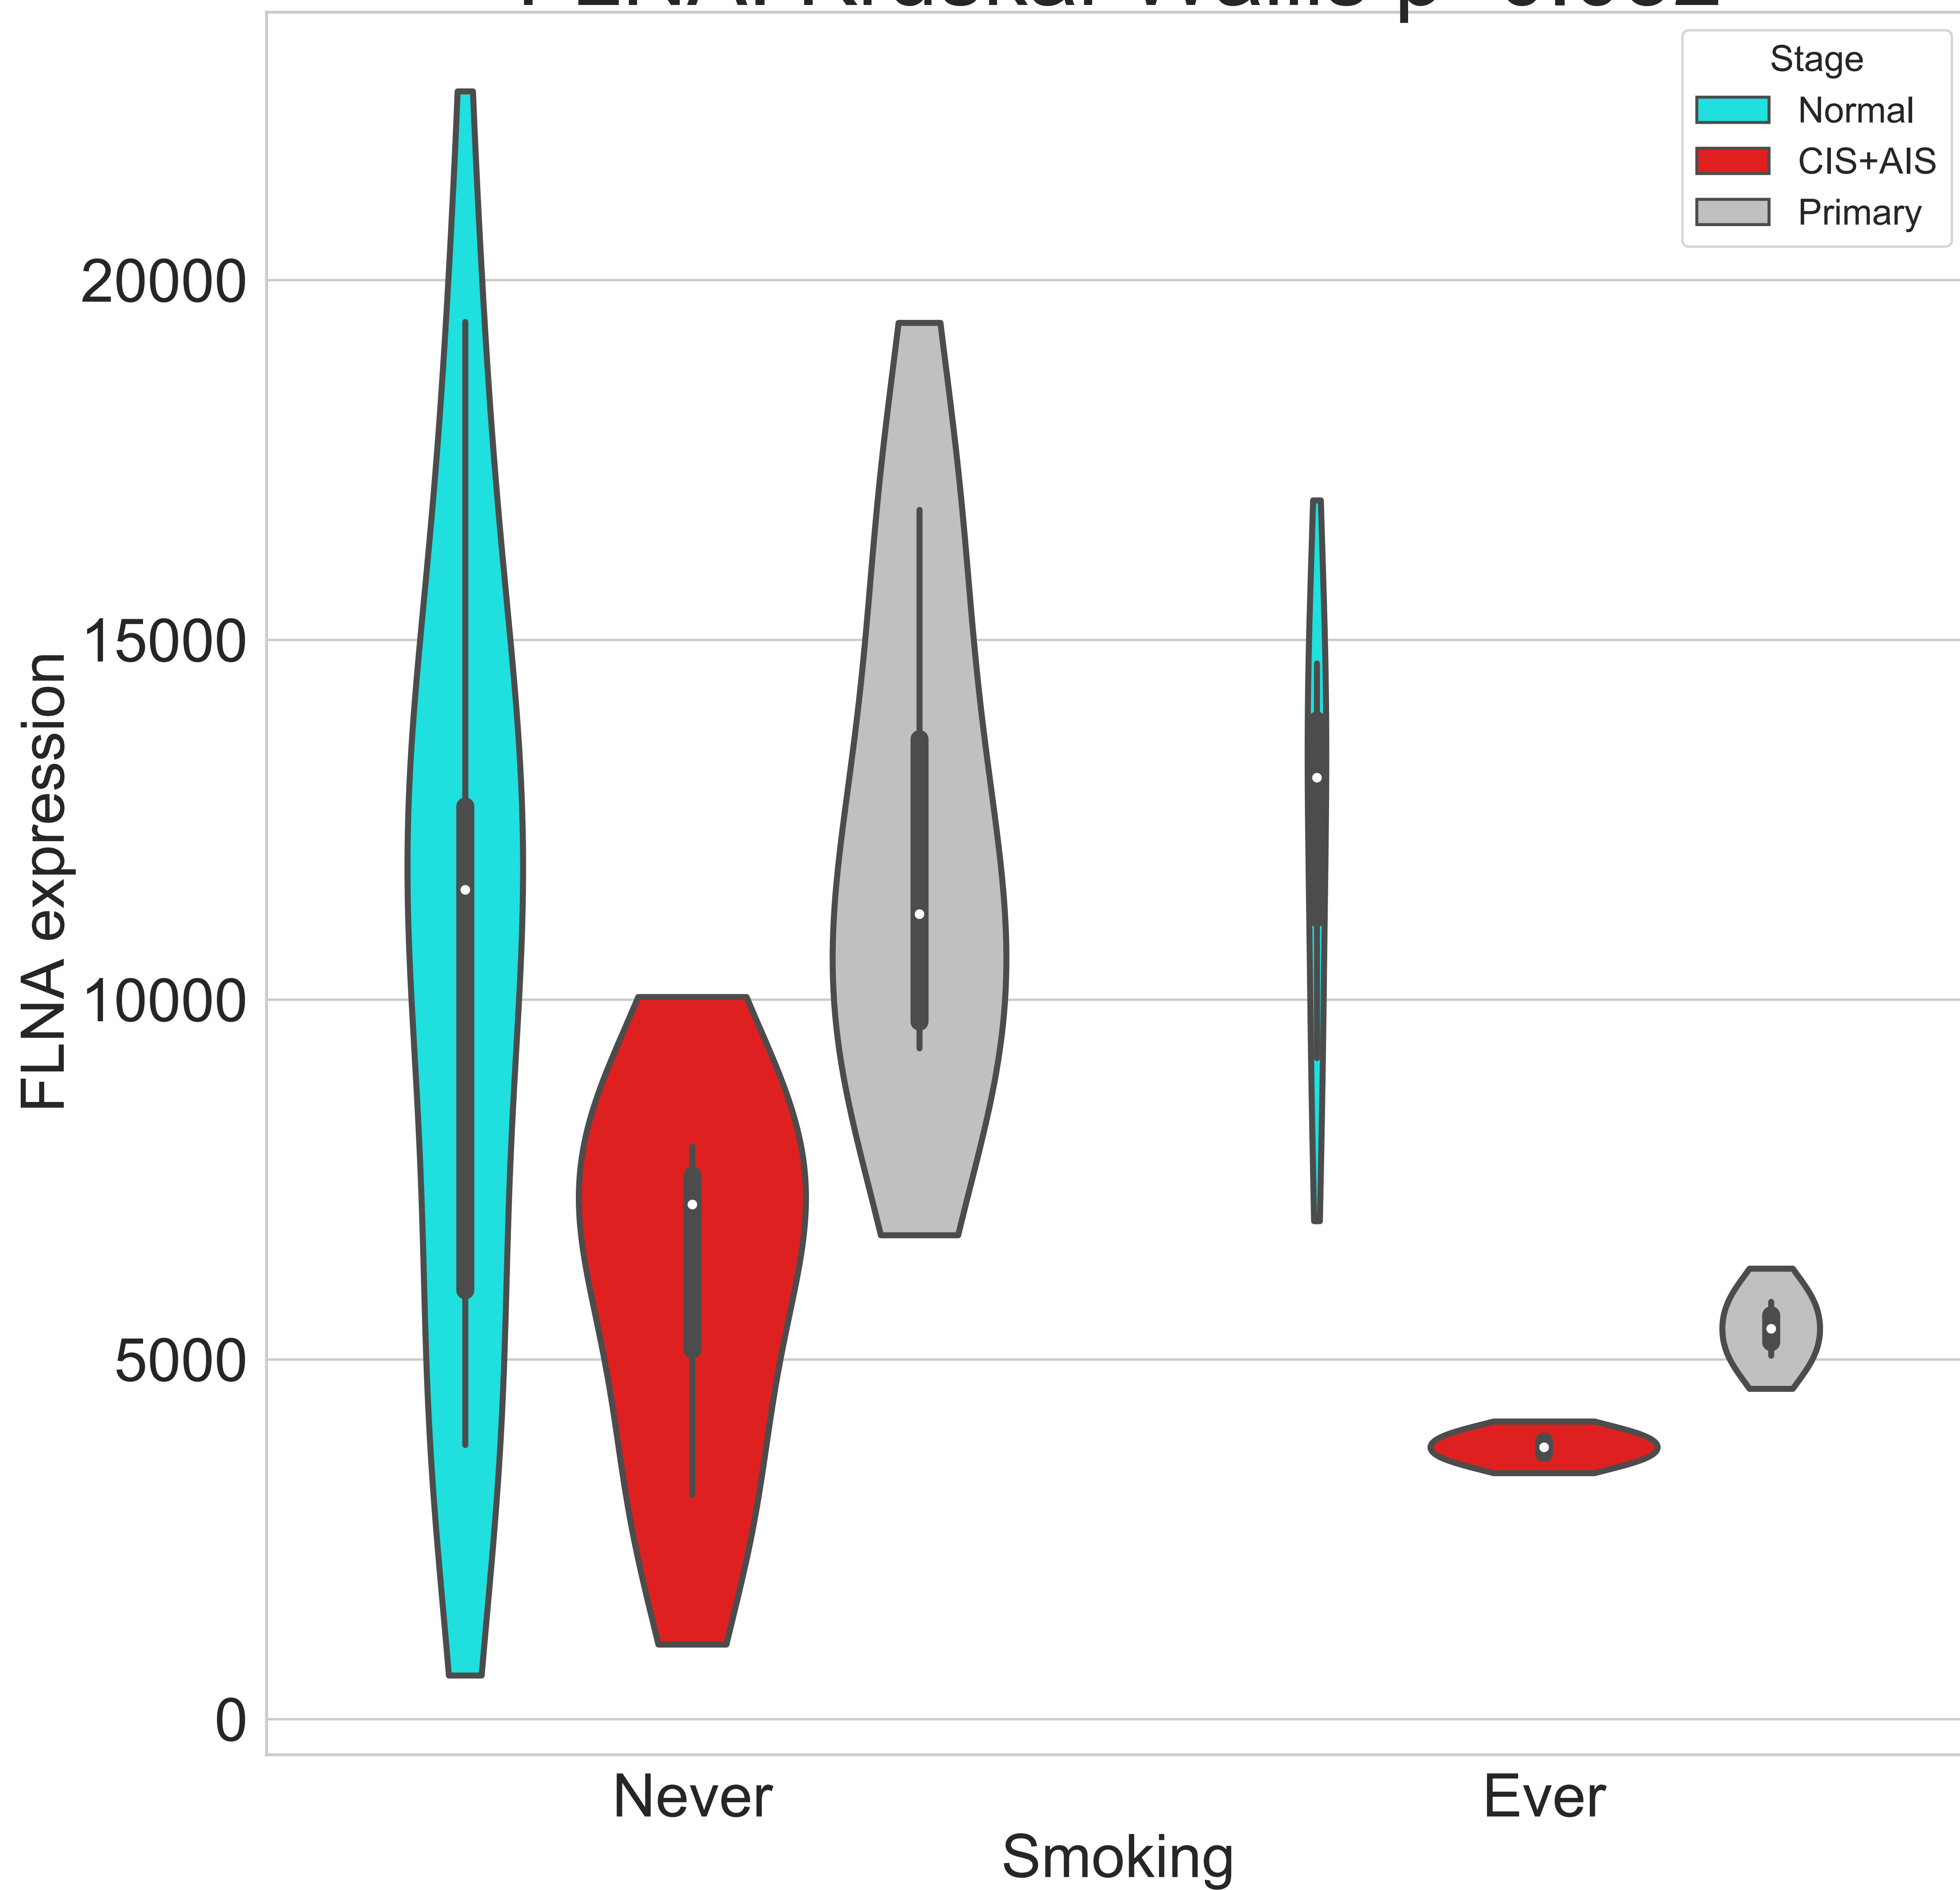 Stage
Normal
CIS+AIS
Primary
20000
15000
10000
5000
0
FLNA expression
Never
Ever
Smoking